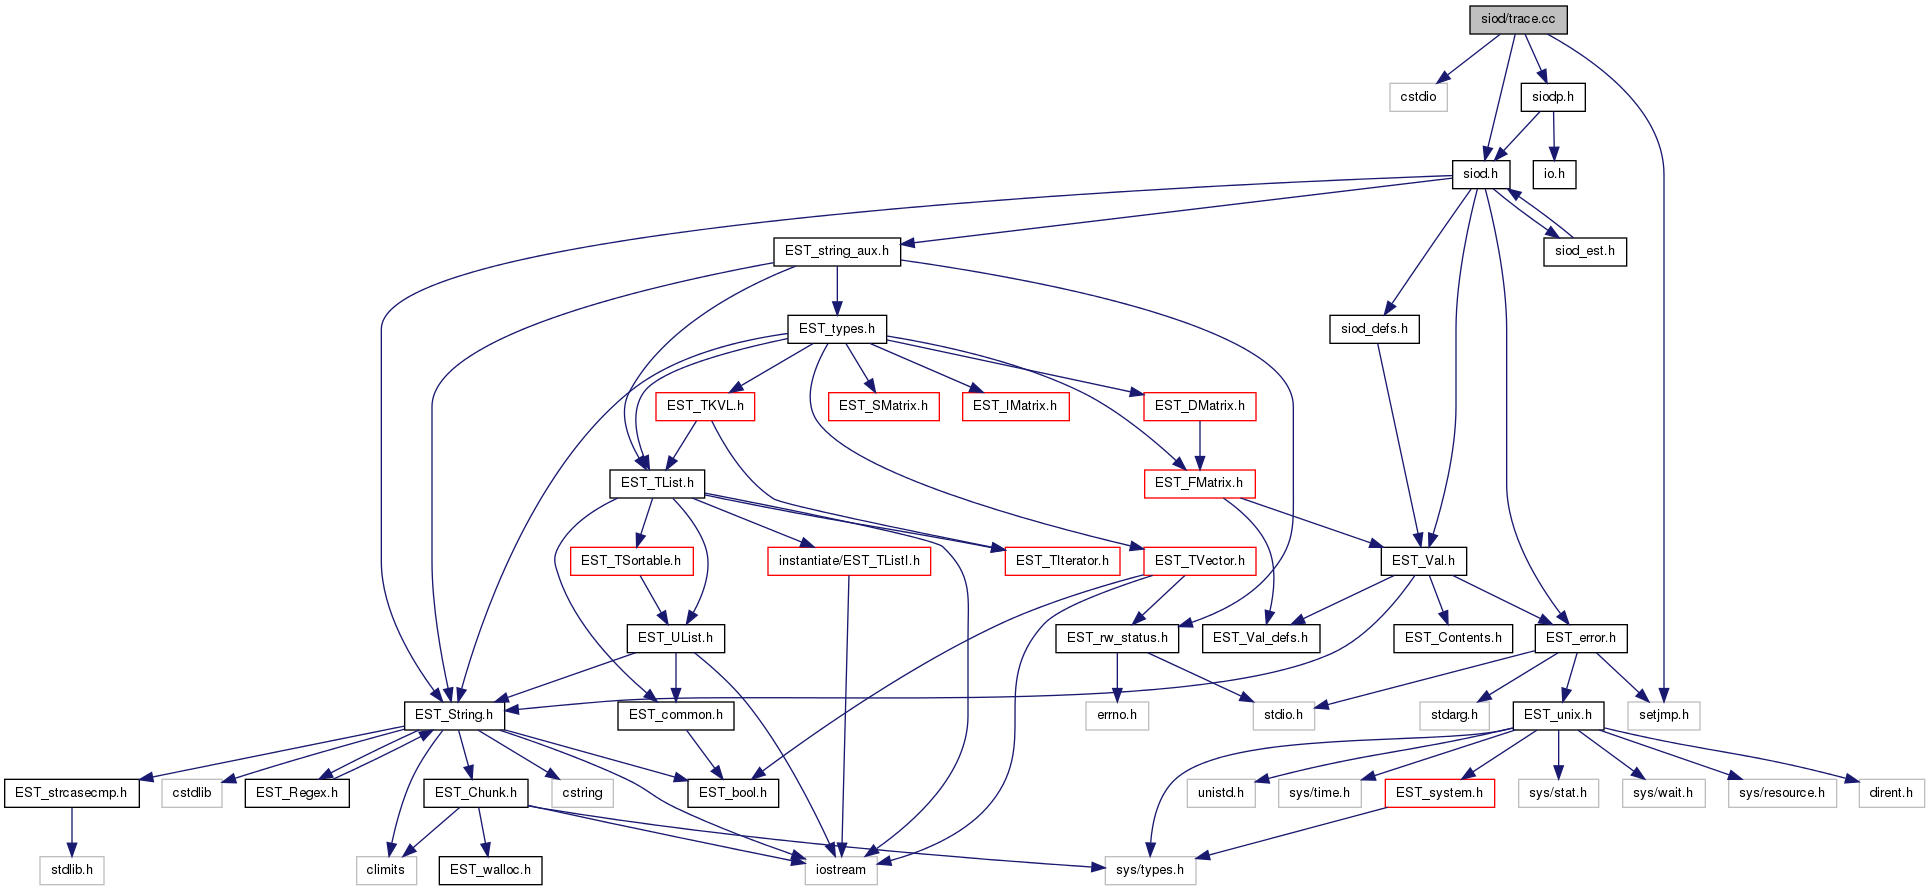 siod/trace.cc
cstdio
siodp.h
siod.h
io.h
EST_string_aux.h
siod_est.h
EST_types.h
siod_defs.h
EST_TKVL.h
EST_SMatrix.h
EST_IMatrix.h
EST_DMatrix.h
EST_TList.h
EST_FMatrix.h
EST_TSortable.h
instantiate/EST_TListI.h
EST_TIterator.h
EST_TVector.h
EST_Val.h
EST_UList.h
EST_rw_status.h
EST_Val_defs.h
EST_Contents.h
EST_error.h
EST_String.h
EST_common.h
errno.h
stdio.h
stdarg.h
EST_unix.h
setjmp.h
EST_strcasecmp.h
cstdlib
EST_Regex.h
EST_Chunk.h
cstring
EST_bool.h
unistd.h
sys/time.h
EST_system.h
sys/stat.h
sys/wait.h
sys/resource.h
dirent.h
stdlib.h
climits
EST_walloc.h
iostream
sys/types.h